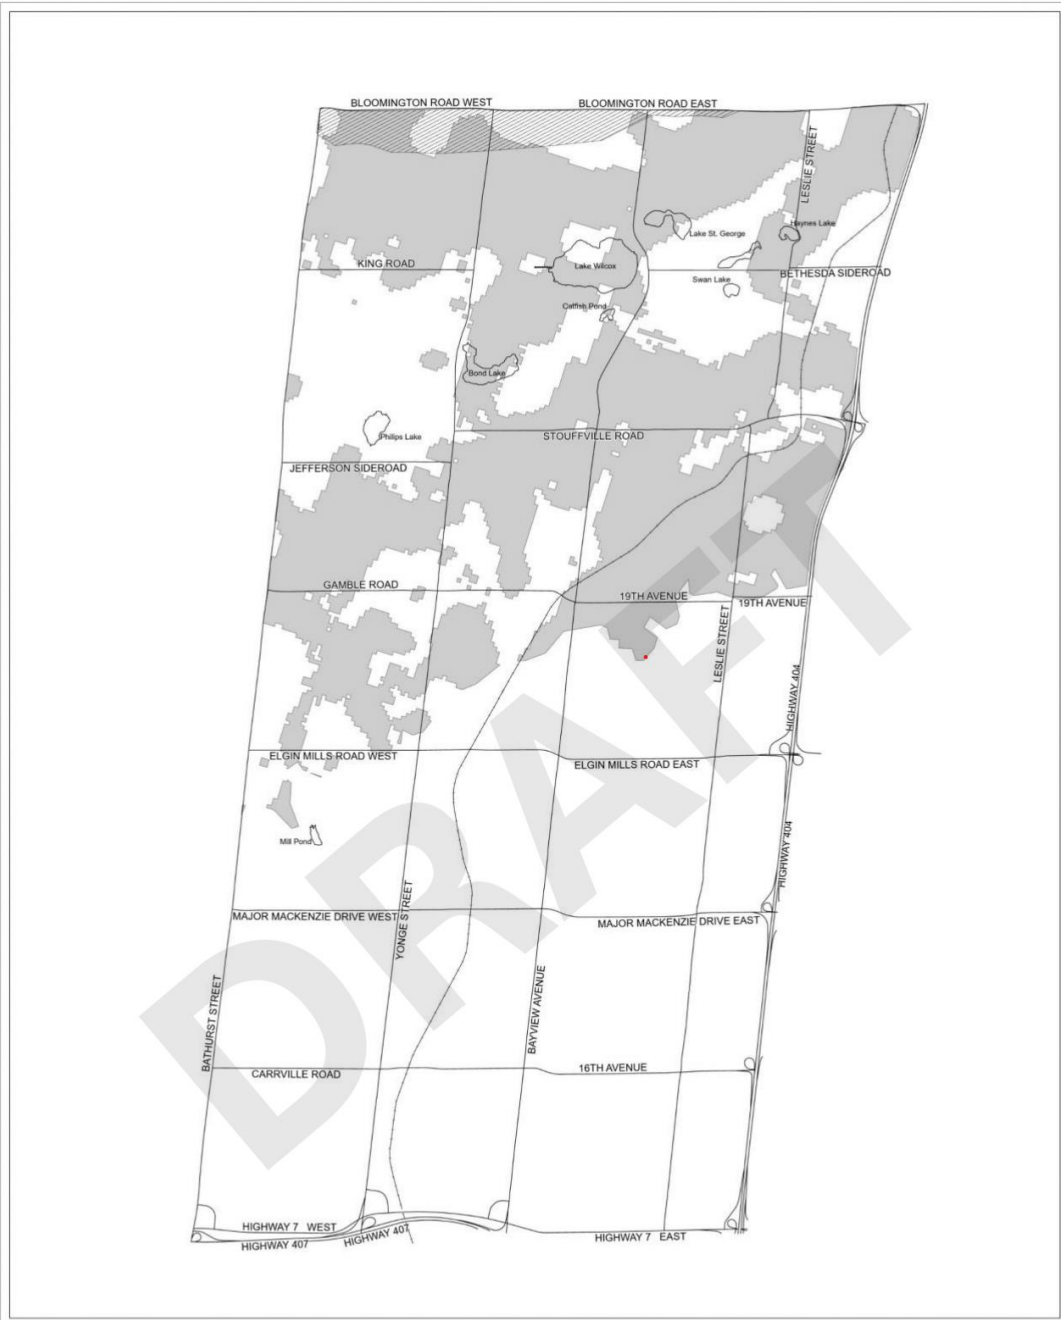 BLOOMINGTON ROAD WEST
BLOOMINGTON ROAD EAST
LESLIE STREET
Haynes Lake
Lake St. George
KING ROAD
Lake Wilcox
BETHESDA SIDEROAD
Swan Lake
Catfish Pond
Bond Lake
Philips Lake
STOUFFVILLE ROAD
JEFFERSON SIDEROAD
GAMBLE ROAD
19TH AVENUE
19TH AVENUE
LESLIE STREET
HIGHWAY 404
ELGIN MILLS ROAD WEST
ELGIN MILLS ROAD EAST
Mill Pond
HIGHWAY 404
DRAFT
MAJOR MACKENZIE DRIVE WEST
YONGE STREET
MAJOR MACKENZIE DRIVE EAST
BATHURST STREET
BAYVIEW AVENUE
CARRVILLE ROAD
16TH AVENUE
HIGHWAY 7 WEST
HIGHWAY 407
HIGHWAY 407
HIGHWAY 7 EAST